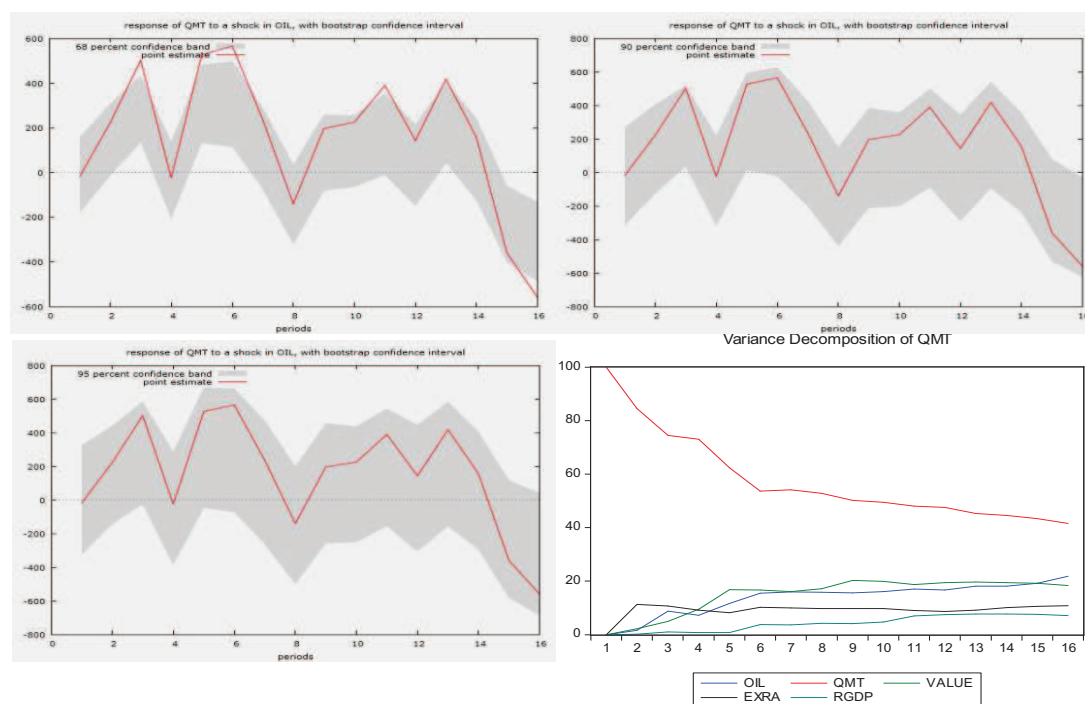 response of QMT to a shock in OIL, with bootstrap confidence interval
68 percent confidence band
point estimate
600
400
200
0
-200
-400
-600
0 2 4 6 8 10 12 14 16
periods
response of QMT to a shock in OIL, with bootstrap confidence interval
90 percent confidence band
point estimate
800
600
400
200
0
-200
-400
-600
-800
0 2 4 6 8 10 12 14 16
periods
response of QMT to a shock in OIL, with bootstrap confidence interval
95 percent confidence band
point estimate
800
600
400
200
0
-200
-400
-600
-800
0 2 4 6 8 10 12 14 16
periods
Variance Decomposition of QMT
100
80
60
40
20
0
1 2 3 4 5 6 7 8 9 10 11 12 13 14 15 16
OIL QMT VALUE
EXRA RGDP